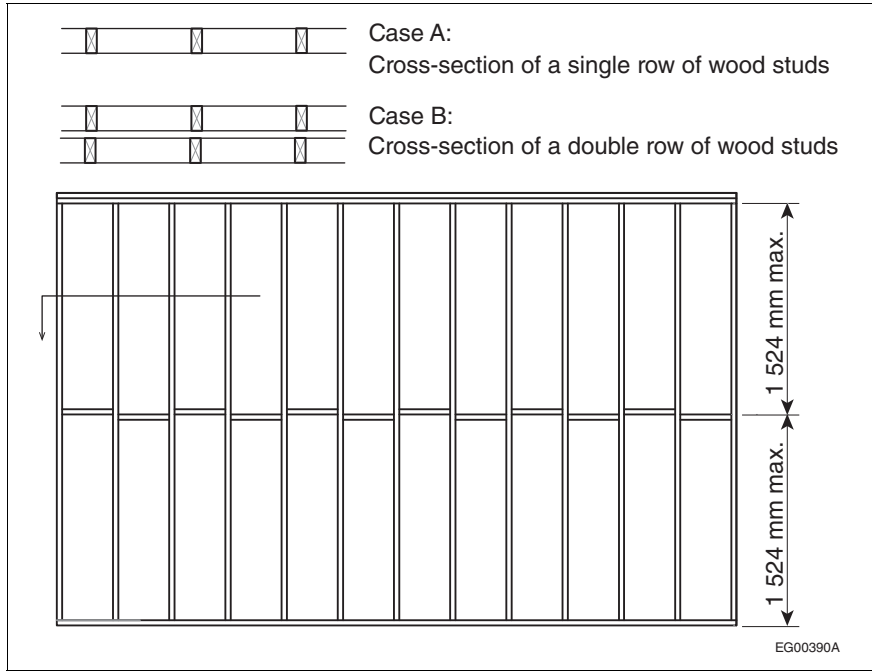 Case A:
Cross-section of a single row of wood studs
Case B:
Cross-section of a double row of wood studs
1 524 mm max.
1 524 mm max.
EG00390A